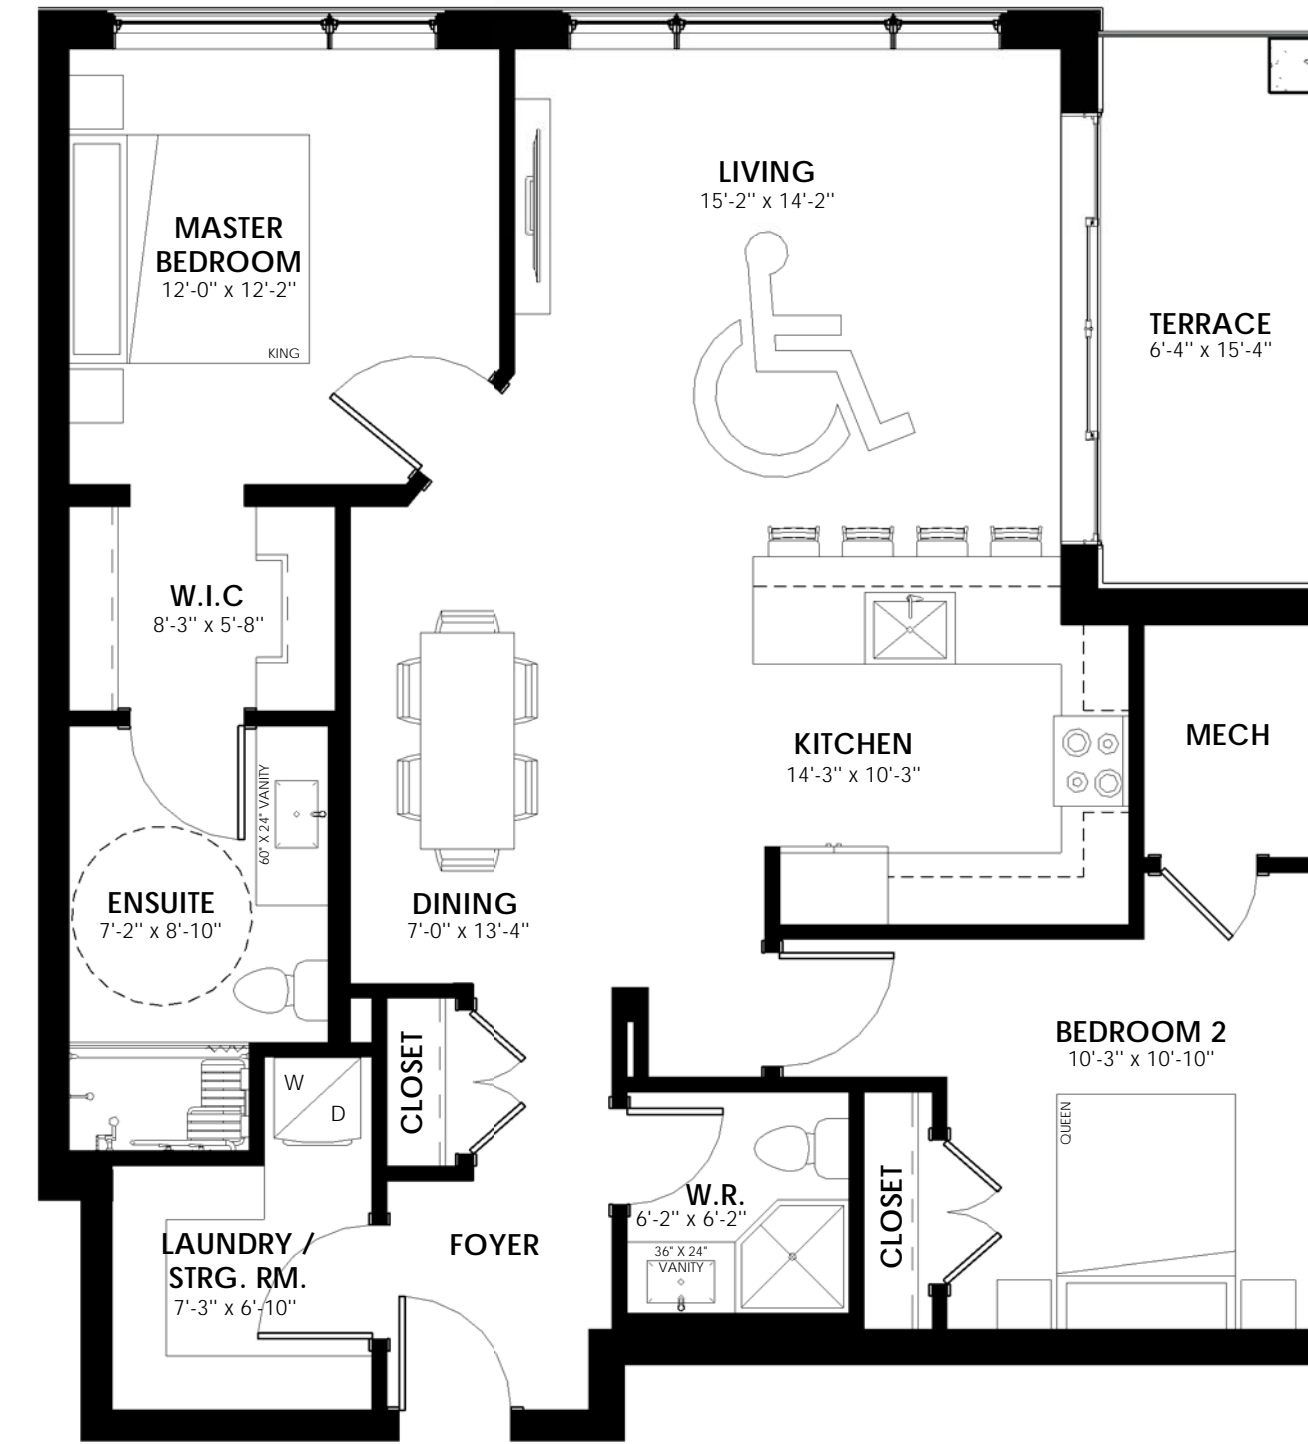 LIVING
15'-2" x 14'-2"
MASTER
BEDROOM
12'-0" x 12'-2"
KING
TERRACE
6'-4" x 15'-4"
W.I.C
8'-3" x 5'-8"
KITCHEN
14'-3" x 10'-3"
MECH
60" X 24" VANITY
ENSUITE
7'-2" x 8'-10"
DINING
7'-0" x 13'-4"
CLOSET
BEDROOM 2
10'-3" x 10'-10"
QUEEN
W
D
W.R.
6'-2" x 6'-2"
36" X 24"
VANITY
CLOSET
LAUNDRY /
STRG. RM.
7'-3" x 6'-10"
FOYER